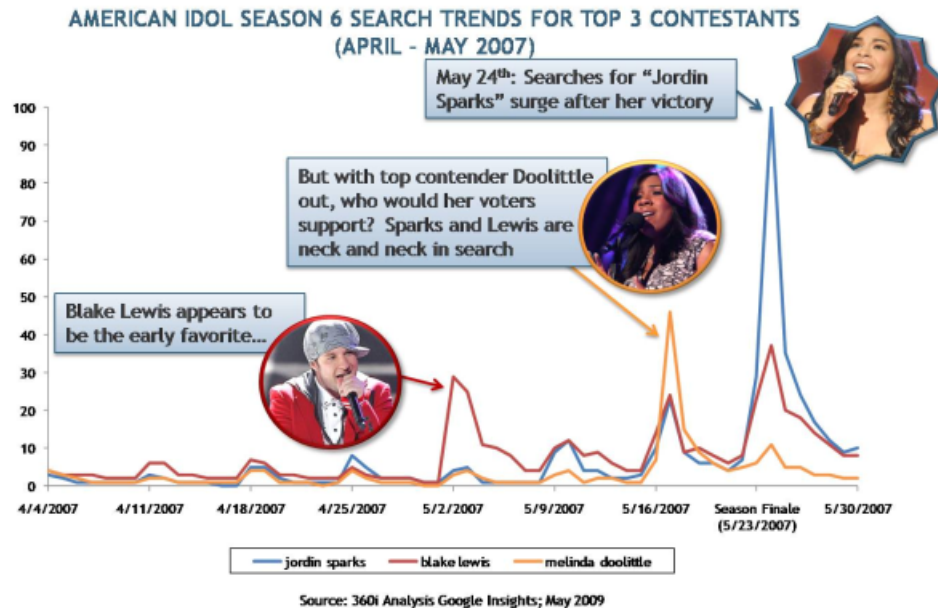 AMERICAN IDOL SEASON 6 SEARCH TRENDS FOR TOP 3 CONTESTANTS
(APRIL - MAY 2007)
May 24th: Searches for “Jordin
Sparks” surge after her victory
But with top contender Doolittle
out, who would her voters
support? Sparks and Lewis are
neck and neck in search
Blake Lewis appears to
be the early favorite...
100
90
80
70
60
50
40
30
20
10
0
4/4/2007 4/11/2007 4/18/2007 4/25/2007 5/2/2007 5/9/2007 5/16/2007 Season Finale 5/30/2007
(5/23/2007)
jordin sparks blake lewis melinda doolittle
Source: 360i Analysis Google Insights; May 2009